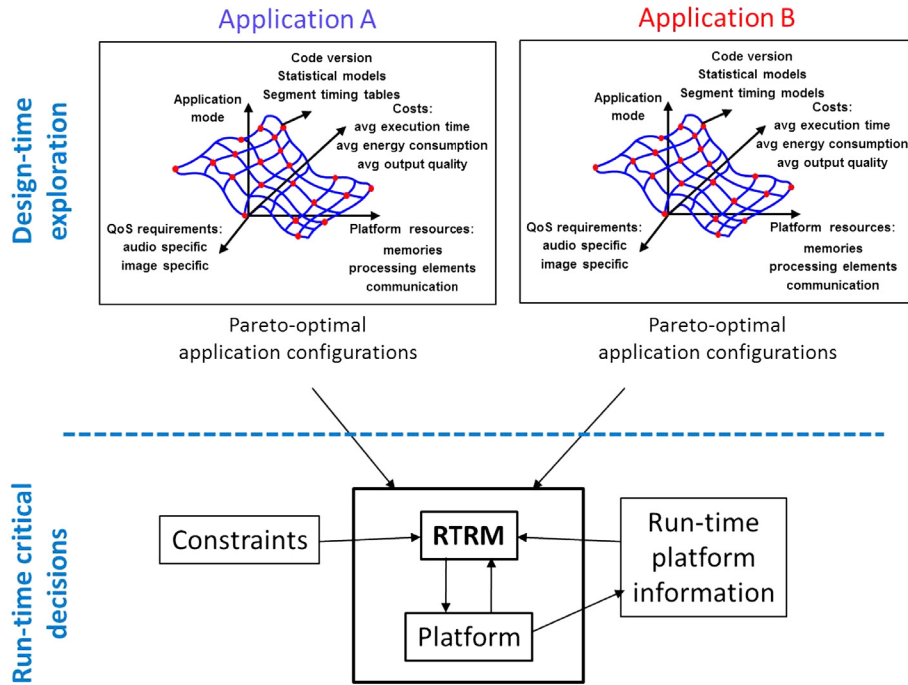 Application A
Application B
Design-time
exploration
Code version
Statistical models
Segment timing tables
Application
mode
Costs:
avg execution time
avg energy consumption
avg output quality
QoS requirements:
audio specific
image specific
Platform resources:
memories
processing elements
communication
Code version
Statistical models
Segment timing models
Application
mode
Costs:
avg execution time
avg energy consumption
avg output quality
QoS requirements:
audio specific
image specific
Platform resources:
memories
processing elements
communication
Pareto-optimal
application configurations
Pareto-optimal
application configurations
Run-time critical
decisions
Constraints
RTRM
Platform
Run-time
platform
information